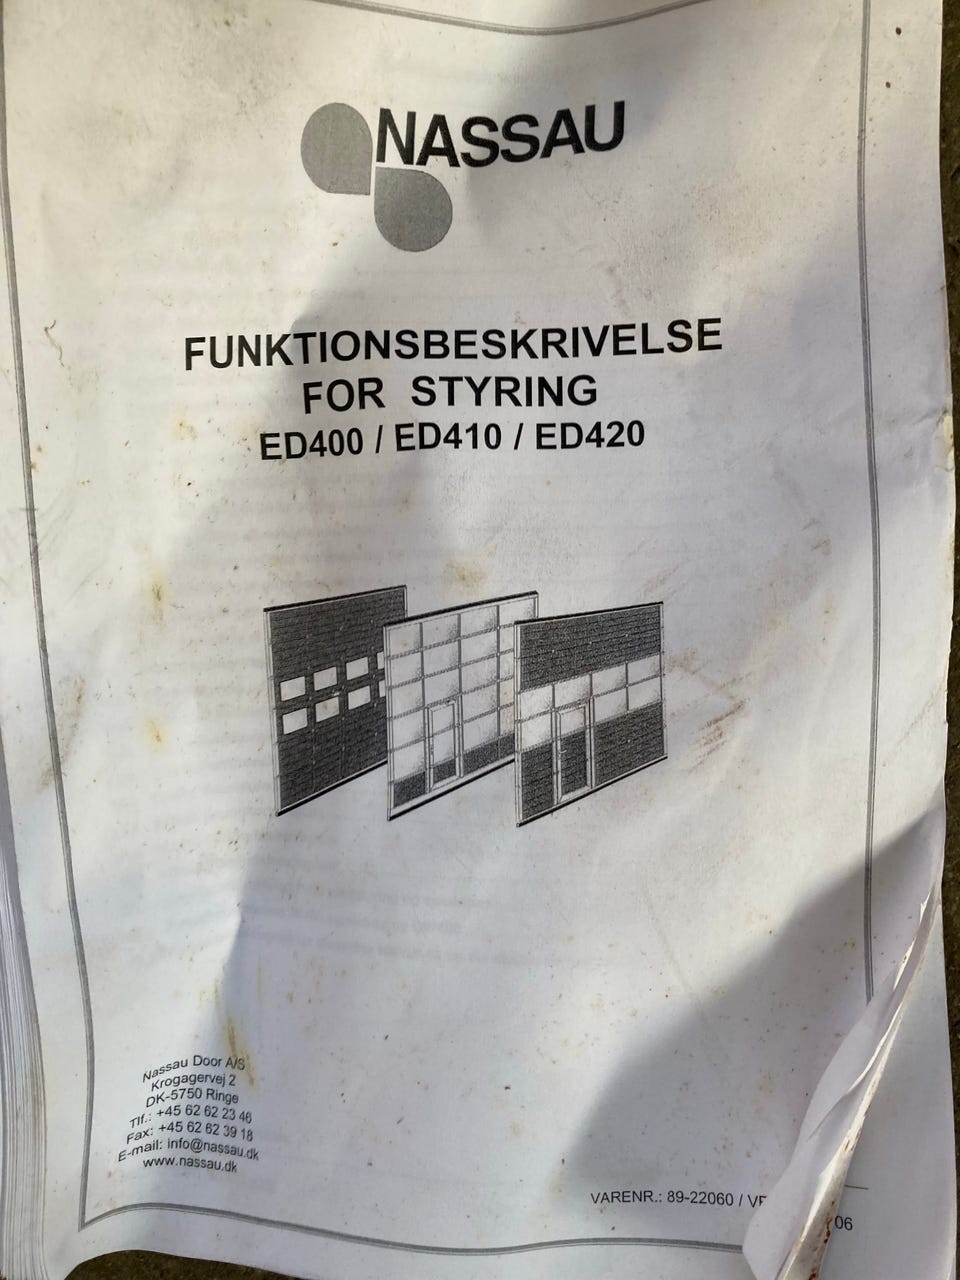 NASSAU
FUNKTIONSBESKRIVELSE
FOR STYRING
ED400 / ED410 / ED420
Nassau Door A/S
Krogagervej 2
DK-5750 Ringe
Tlf.: +45 62 62 23 46
Fax: +45 62 62 39 18
E-mail: info@nassau.dk
www.nassau.dk
VARENR.: 89-22060 /
06